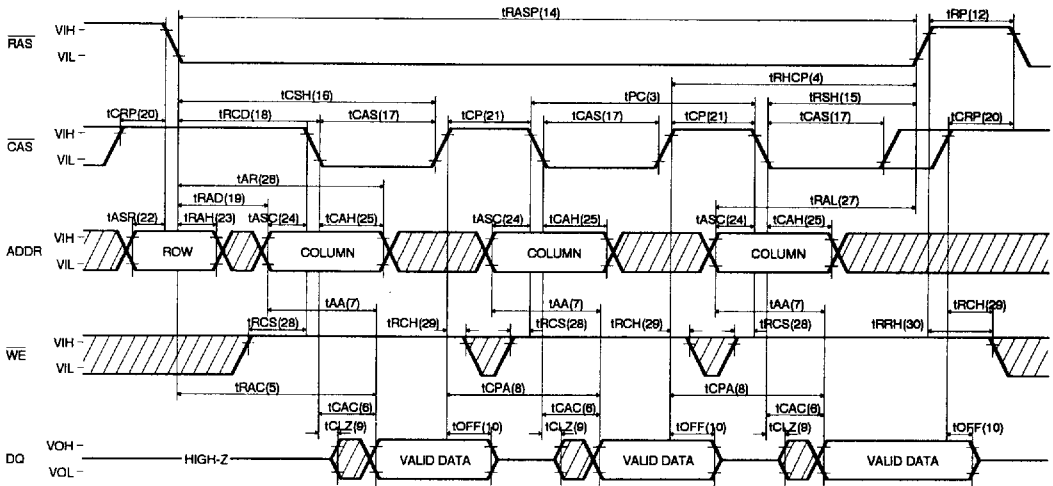 tRASP(14) tRP(12)
RAS VIH
VIL
tRHCP(4)
tCSH(16) tPC(3) tRSH(15)
tCRP(20) tRCD(18) tCAS(17) tCP(21) tCAS(17) tCP(21) tCAS(17) tCRP(20)
CAS VIH
VIL
tAR(26)
tRAD(19) tRAL(27)
tASR(22) tRAH(23) tASC(24) tCAH(25) tASC(24) tCAH(25) tASC(24) tCAH(25)
ADDR VIH
VIL
ROW COLUMN COLUMN COLUMN
tAA(7) tAA(7) tAA(7) tRCH(29)
tRCS(28) tRCH(29) tRCS(28) tRCH(29) tRCS(28) tRRH(30)
WE VIH
VIL
tRAC(5) tCPA(8) tCPA(8)
tCAC(6) tCAC(6) tCAC(6)
tCLZ(9) tOFF(10) tCLZ(9) tOFF(10) tCLZ(9) tOFF(10)
DQ VOH
VOL
HIGH-Z VALID DATA VALID DATA VALID DATA